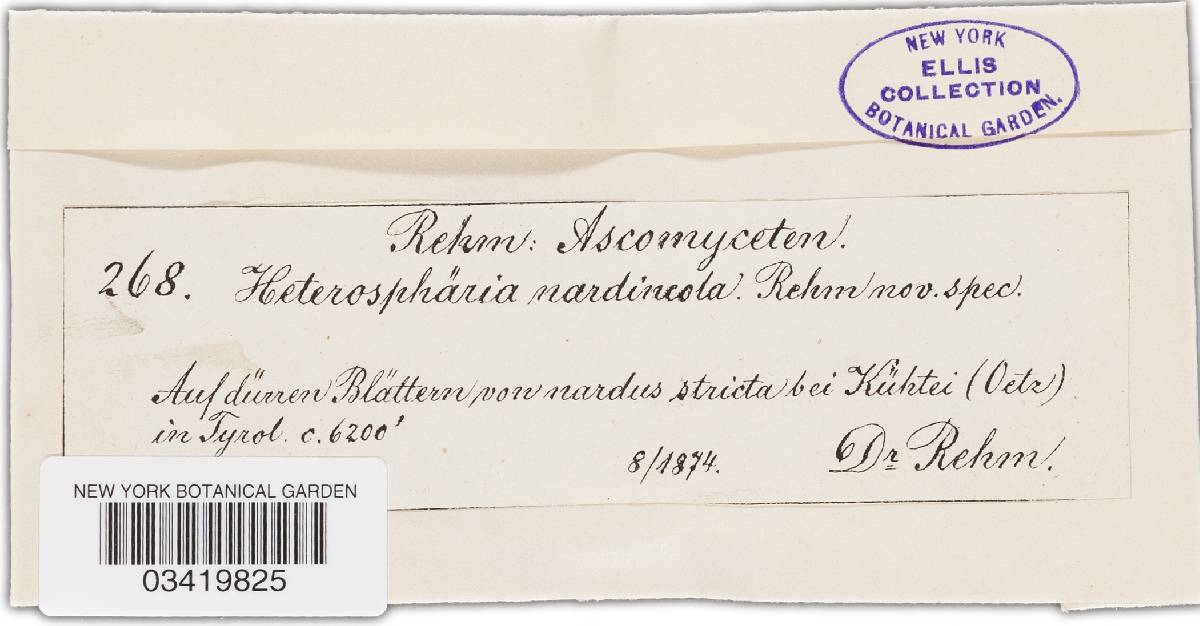 NEW YORK
ELLIS
COLLECTION
BOTANICAL GARDEN.
Rehm: Ascomyceten.
268. Heterosphäria nardincola. Rehm nov. spec.
Auf dürren Blättern von nardus stricta bei Kühtei (Oetz)
in Tyrol. c. 6200'
8/1874. Dr Rehm.
NEW YORK BOTANICAL GARDEN
03419825